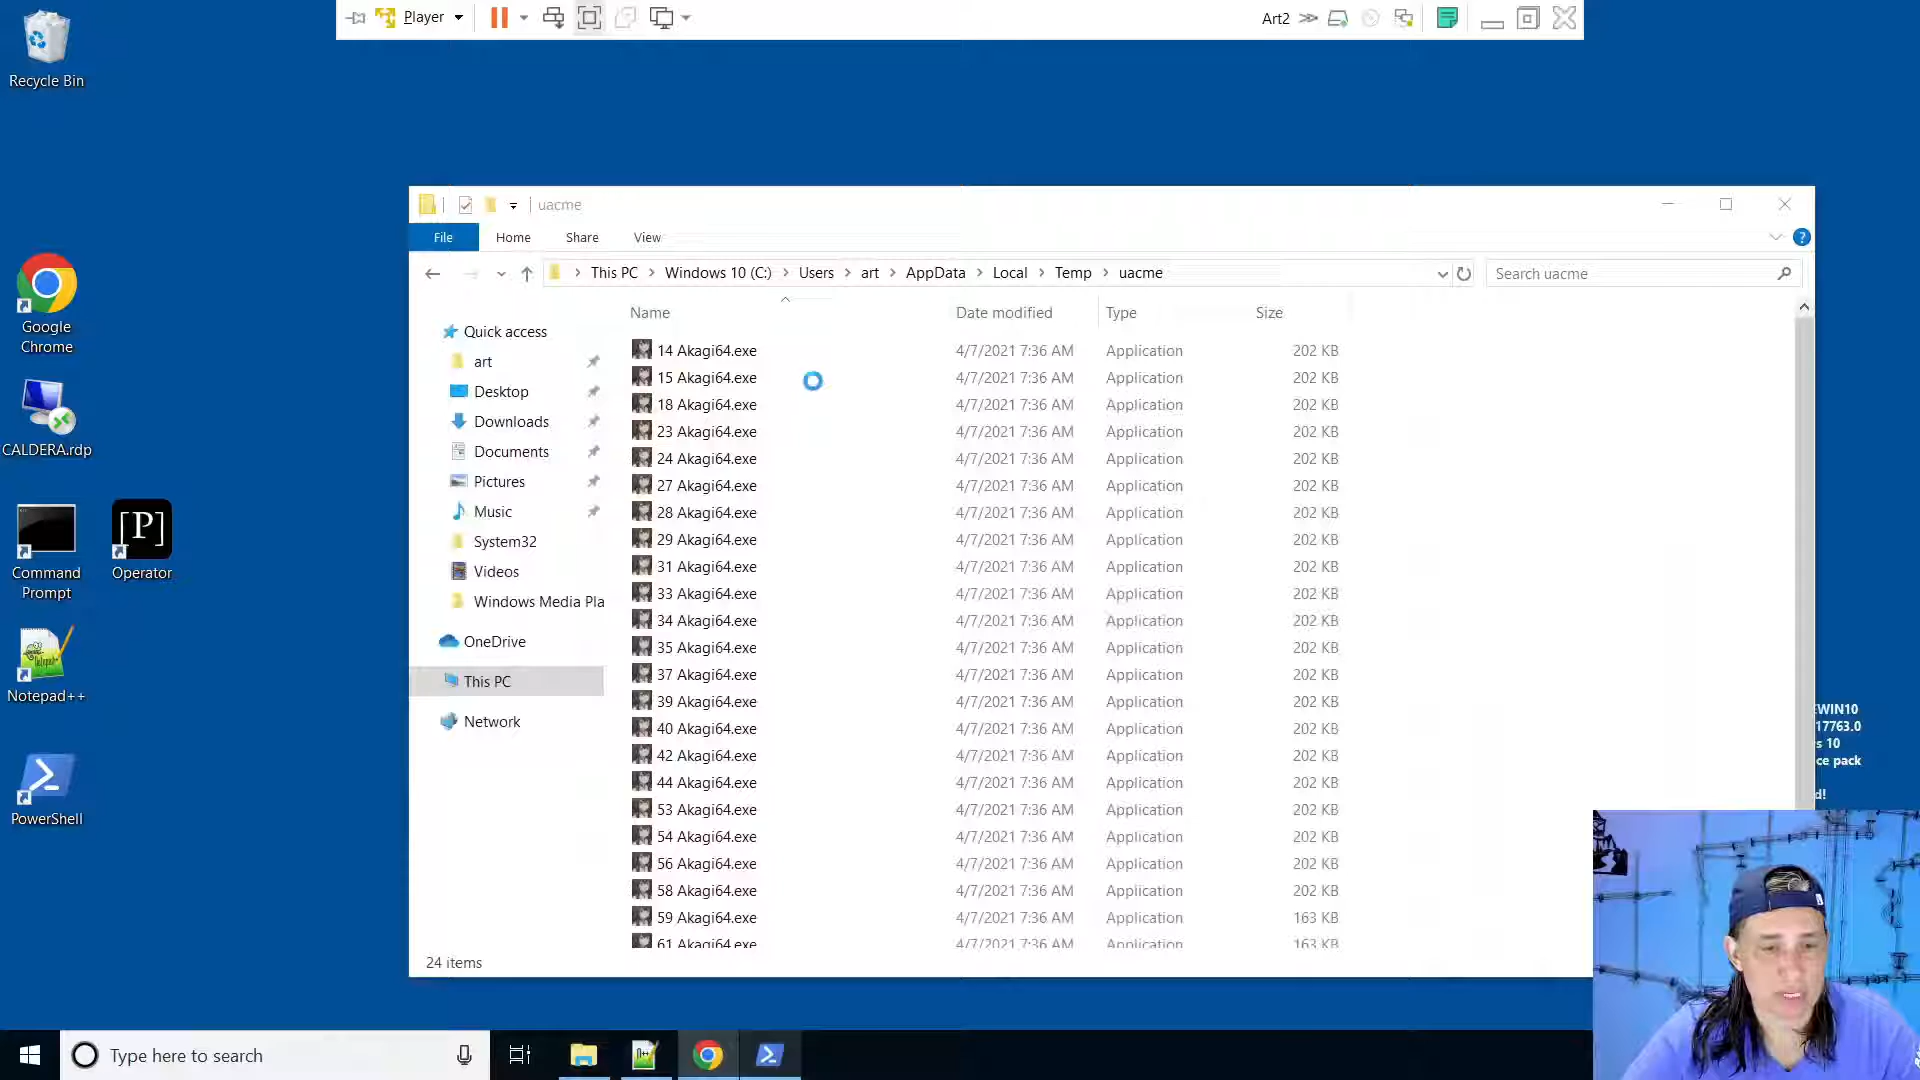 Player
Art2
Recycle Bin
uacme
File
Home
Share
View
This PC
Windows 10 (C:)
Users
art
AppData
Local
Temp
uacme
Search uacme
Name
Date modified
Type
Size
Quick access
art
Desktop
Downloads
Documents
Pictures
Music
System32
Videos
Windows Media Pla
OneDrive
This PC
Network
14 Akagi64.exe 4/7/2021 7:36 AM Application 202 KB
15 Akagi64.exe 4/7/2021 7:36 AM Application 202 KB
18 Akagi64.exe 4/7/2021 7:36 AM Application 202 KB
23 Akagi64.exe 4/7/2021 7:36 AM Application 202 KB
24 Akagi64.exe 4/7/2021 7:36 AM Application 202 KB
27 Akagi64.exe 4/7/2021 7:36 AM Application 202 KB
28 Akagi64.exe 4/7/2021 7:36 AM Application 202 KB
29 Akagi64.exe 4/7/2021 7:36 AM Application 202 KB
31 Akagi64.exe 4/7/2021 7:36 AM Application 202 KB
33 Akagi64.exe 4/7/2021 7:36 AM Application 202 KB
34 Akagi64.exe 4/7/2021 7:36 AM Application 202 KB
35 Akagi64.exe 4/7/2021 7:36 AM Application 202 KB
37 Akagi64.exe 4/7/2021 7:36 AM Application 202 KB
39 Akagi64.exe 4/7/2021 7:36 AM Application 202 KB
40 Akagi64.exe 4/7/2021 7:36 AM Application 202 KB
42 Akagi64.exe 4/7/2021 7:36 AM Application 202 KB
44 Akagi64.exe 4/7/2021 7:36 AM Application 202 KB
53 Akagi64.exe 4/7/2021 7:36 AM Application 202 KB
54 Akagi64.exe 4/7/2021 7:36 AM Application 202 KB
56 Akagi64.exe 4/7/2021 7:36 AM Application 202 KB
58 Akagi64.exe 4/7/2021 7:36 AM Application 202 KB
59 Akagi64.exe 4/7/2021 7:36 AM Application 163 KB
61 Akagi64.exe 4/7/2021 7:36 AM Application 163 KB
24 items
Google
Chrome
CALDERA.rdp
Command
Prompt
[P]
Operator
Notepad++
PowerShell
EWIN10
17763.0
s 10
ce pack
d!
Type here to search